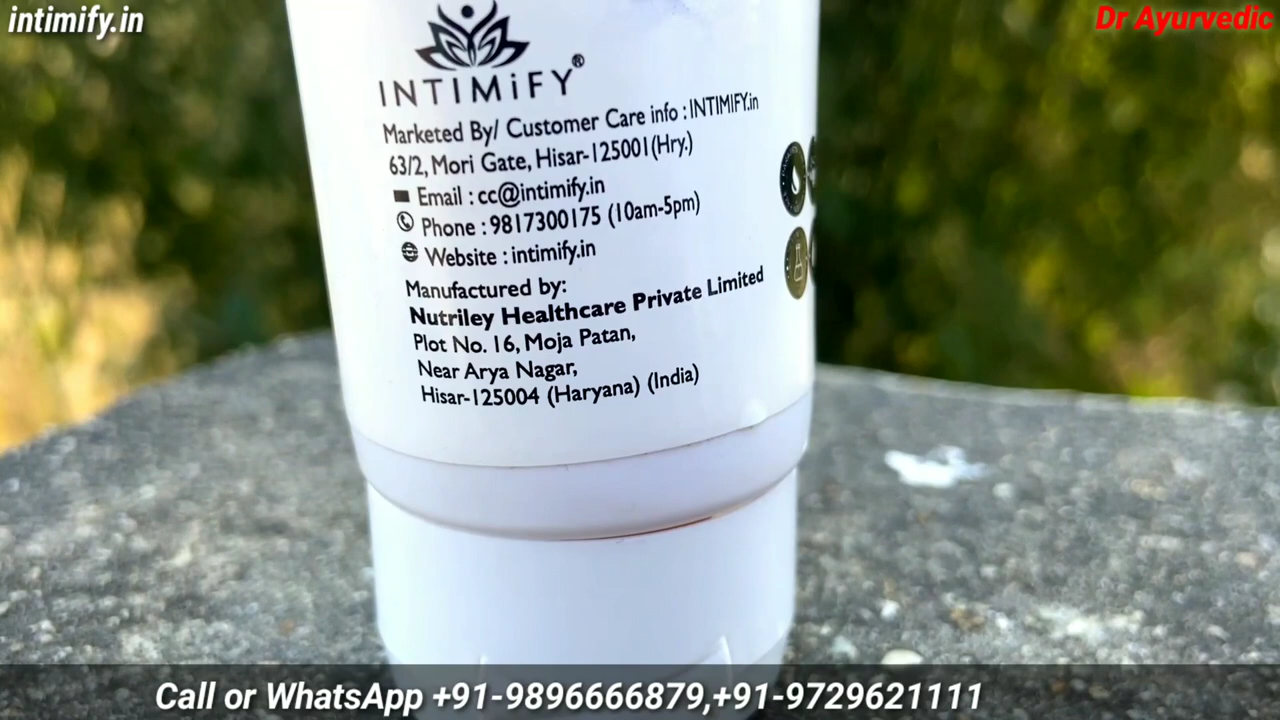 intimify.in
Dr Ayurvedic
INTIMiFY®
Marketed By/ Customer Care info : INTIMIFY.in
63/2, Mori Gate, Hisar-125001(Hry.)
Email : cc@intimify.in
Phone : 9817300175 (10am-5pm)
Website : intimify.in
Manufactured by:
Nutriley Healthcare Private Limited
Plot No. 16, Moja Patan,
Near Arya Nagar,
Hisar-125004 (Haryana) (India)
Call or WhatsApp +91-9896666879,+91-9729621111